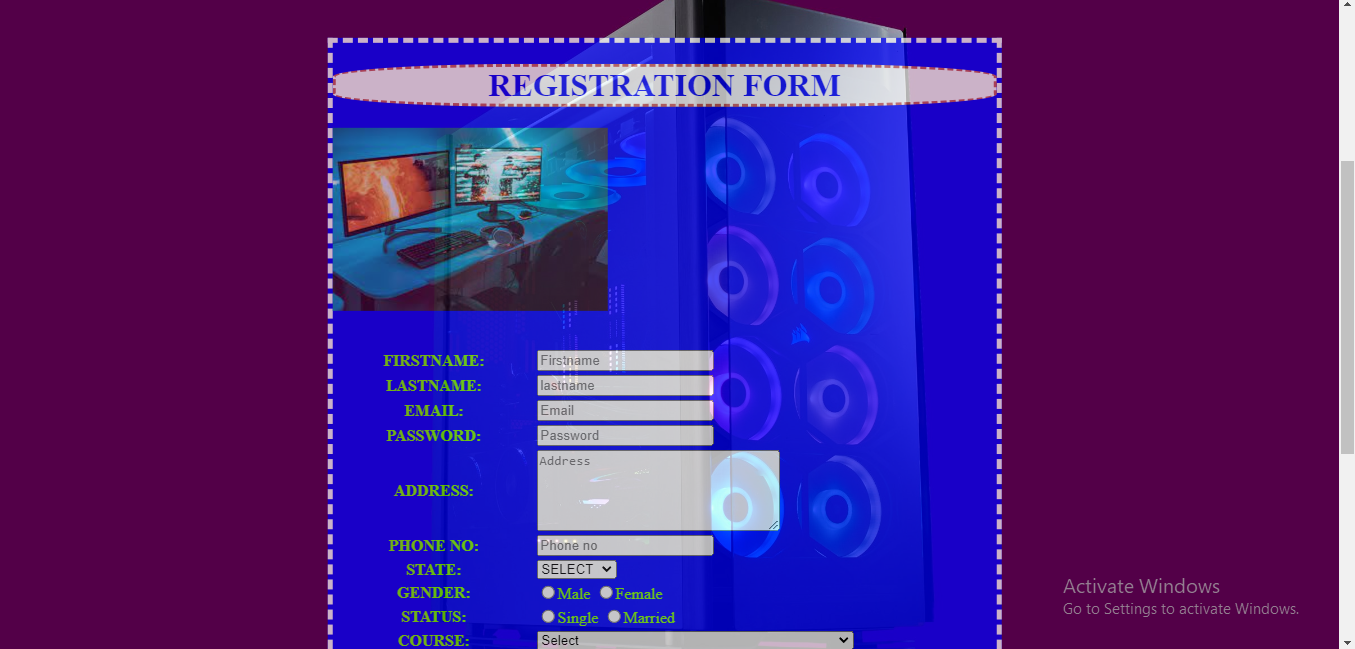 REGISTRATION FORM
FIRSTNAME: Firstname
LASTNAME: lastname
EMAIL: Email
PASSWORD: Password
ADDRESS: Address
PHONE NO: Phone no
STATE: SELECT
GENDER: Male Female
STATUS: Single Married
COURSE: Select
Activate Windows
Go to Settings to activate Windows.